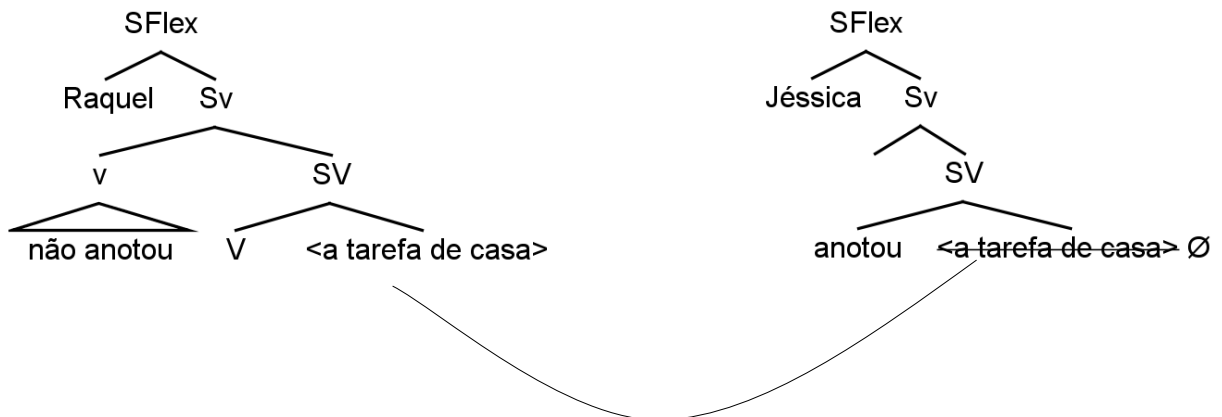 SFlex SFlex
Raquel Sv Jéssica Sv
v SV SV
não anotou V <a tarefa de casa> anotou <a tarefa de casa> Ø